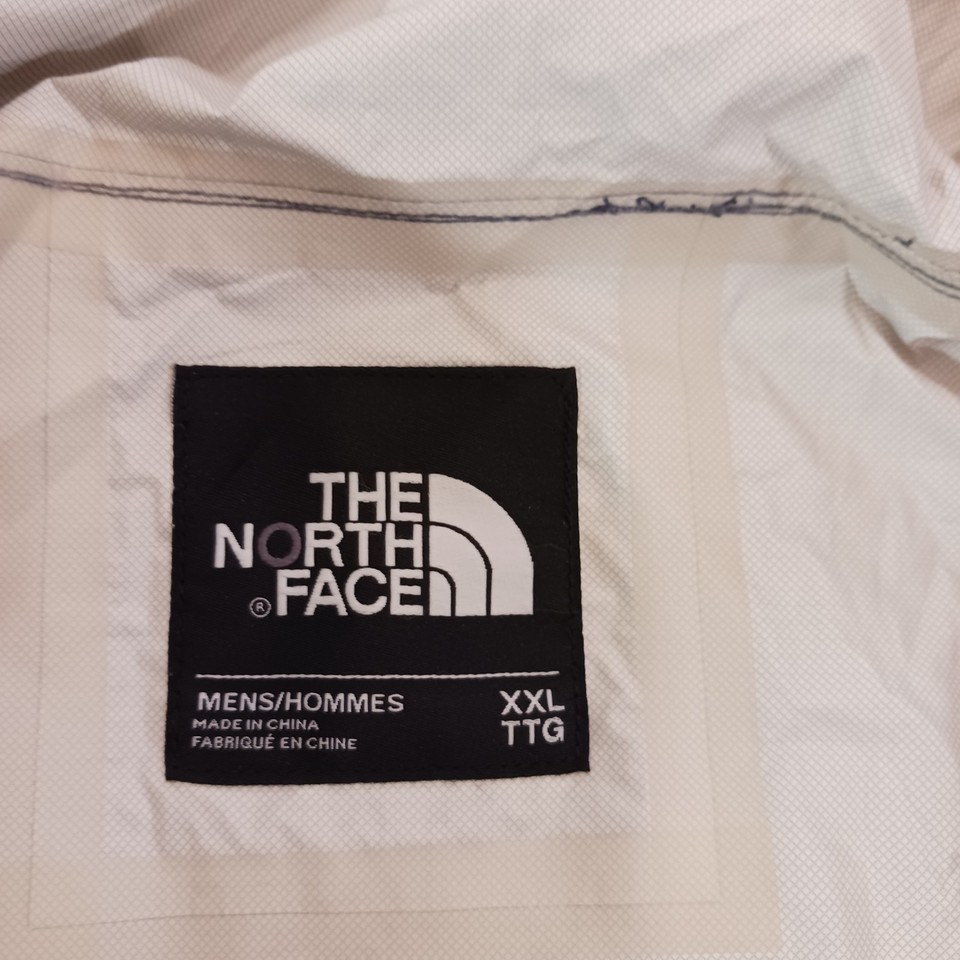 THE
NORTH
® FACE
MENS/HOMMES XXL
MADE IN CHINA TTG
FABRIQUÉ EN CHINE